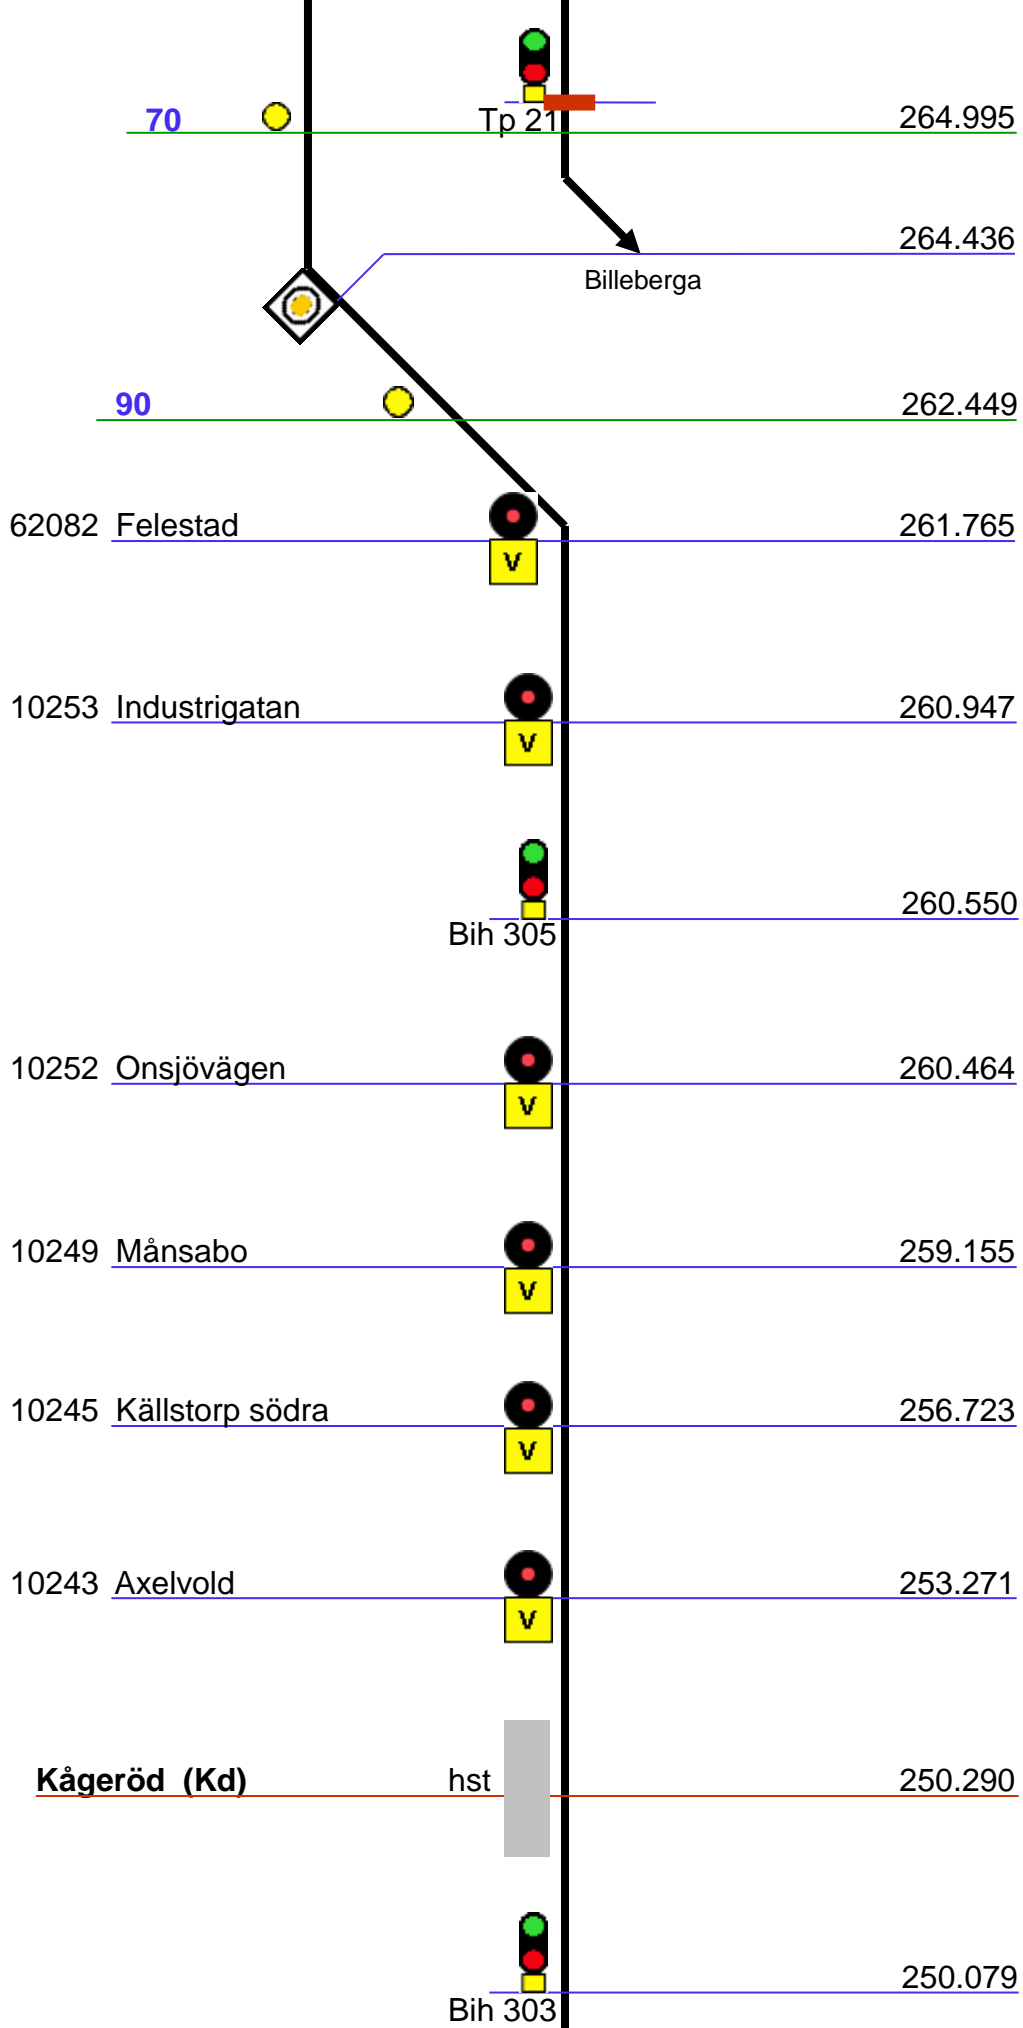 Tp 21
70 264.995
264.436
Billeberga
90 262.449
62082 Felestad 261.765
V
10253 Industrigatan 260.947
V
260.550
Bih 305
10252 Onsjövägen 260.464
V
10249 Månsabo 259.155
V
10245 Källstorp södra 256.723
V
10243 Axelvold 253.271
V
Kågeröd (Kd) hst 250.290
250.079
Bih 303